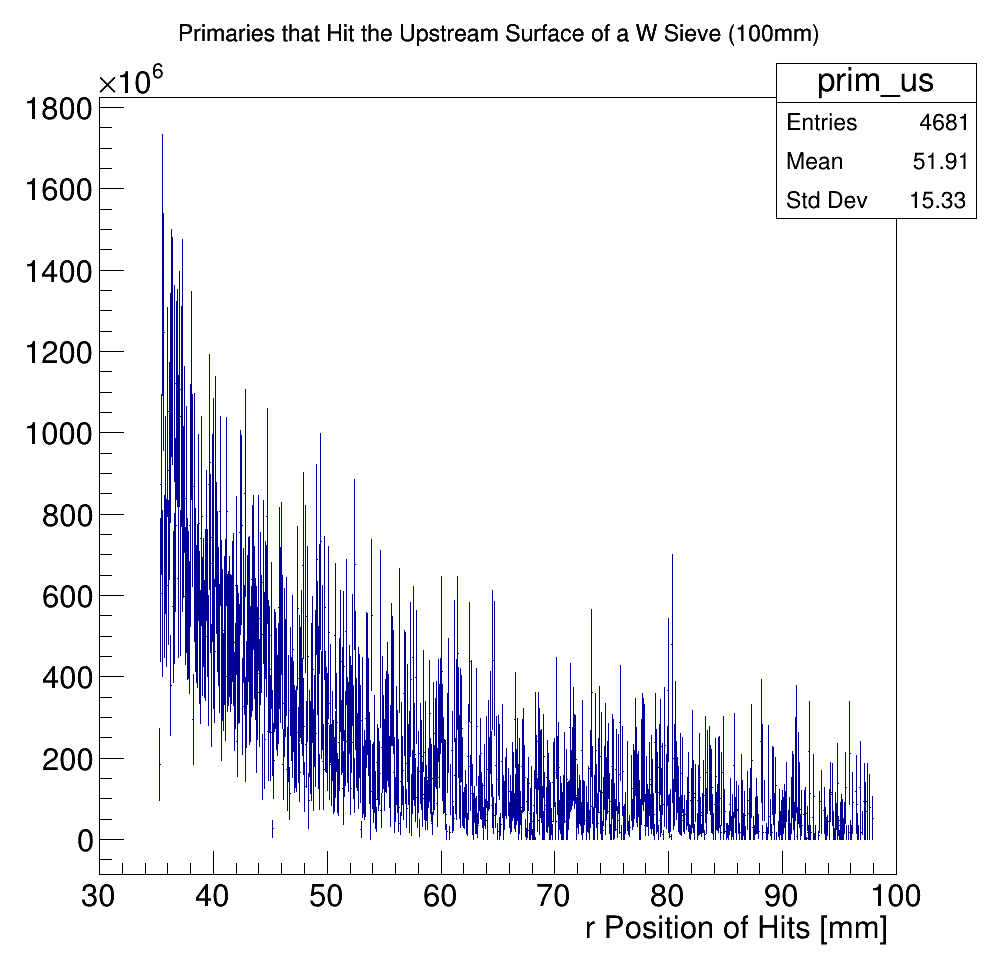 Primaries that Hit the Upstream Surface of a W Sieve (100mm)
×10⁶
prim_us
Entries 4681
Mean 51.91
Std Dev 15.33
1800
1600
1400
1200
1000
800
600
400
200
0
30 40 50 60 70 80 90 100
r Position of Hits [mm]